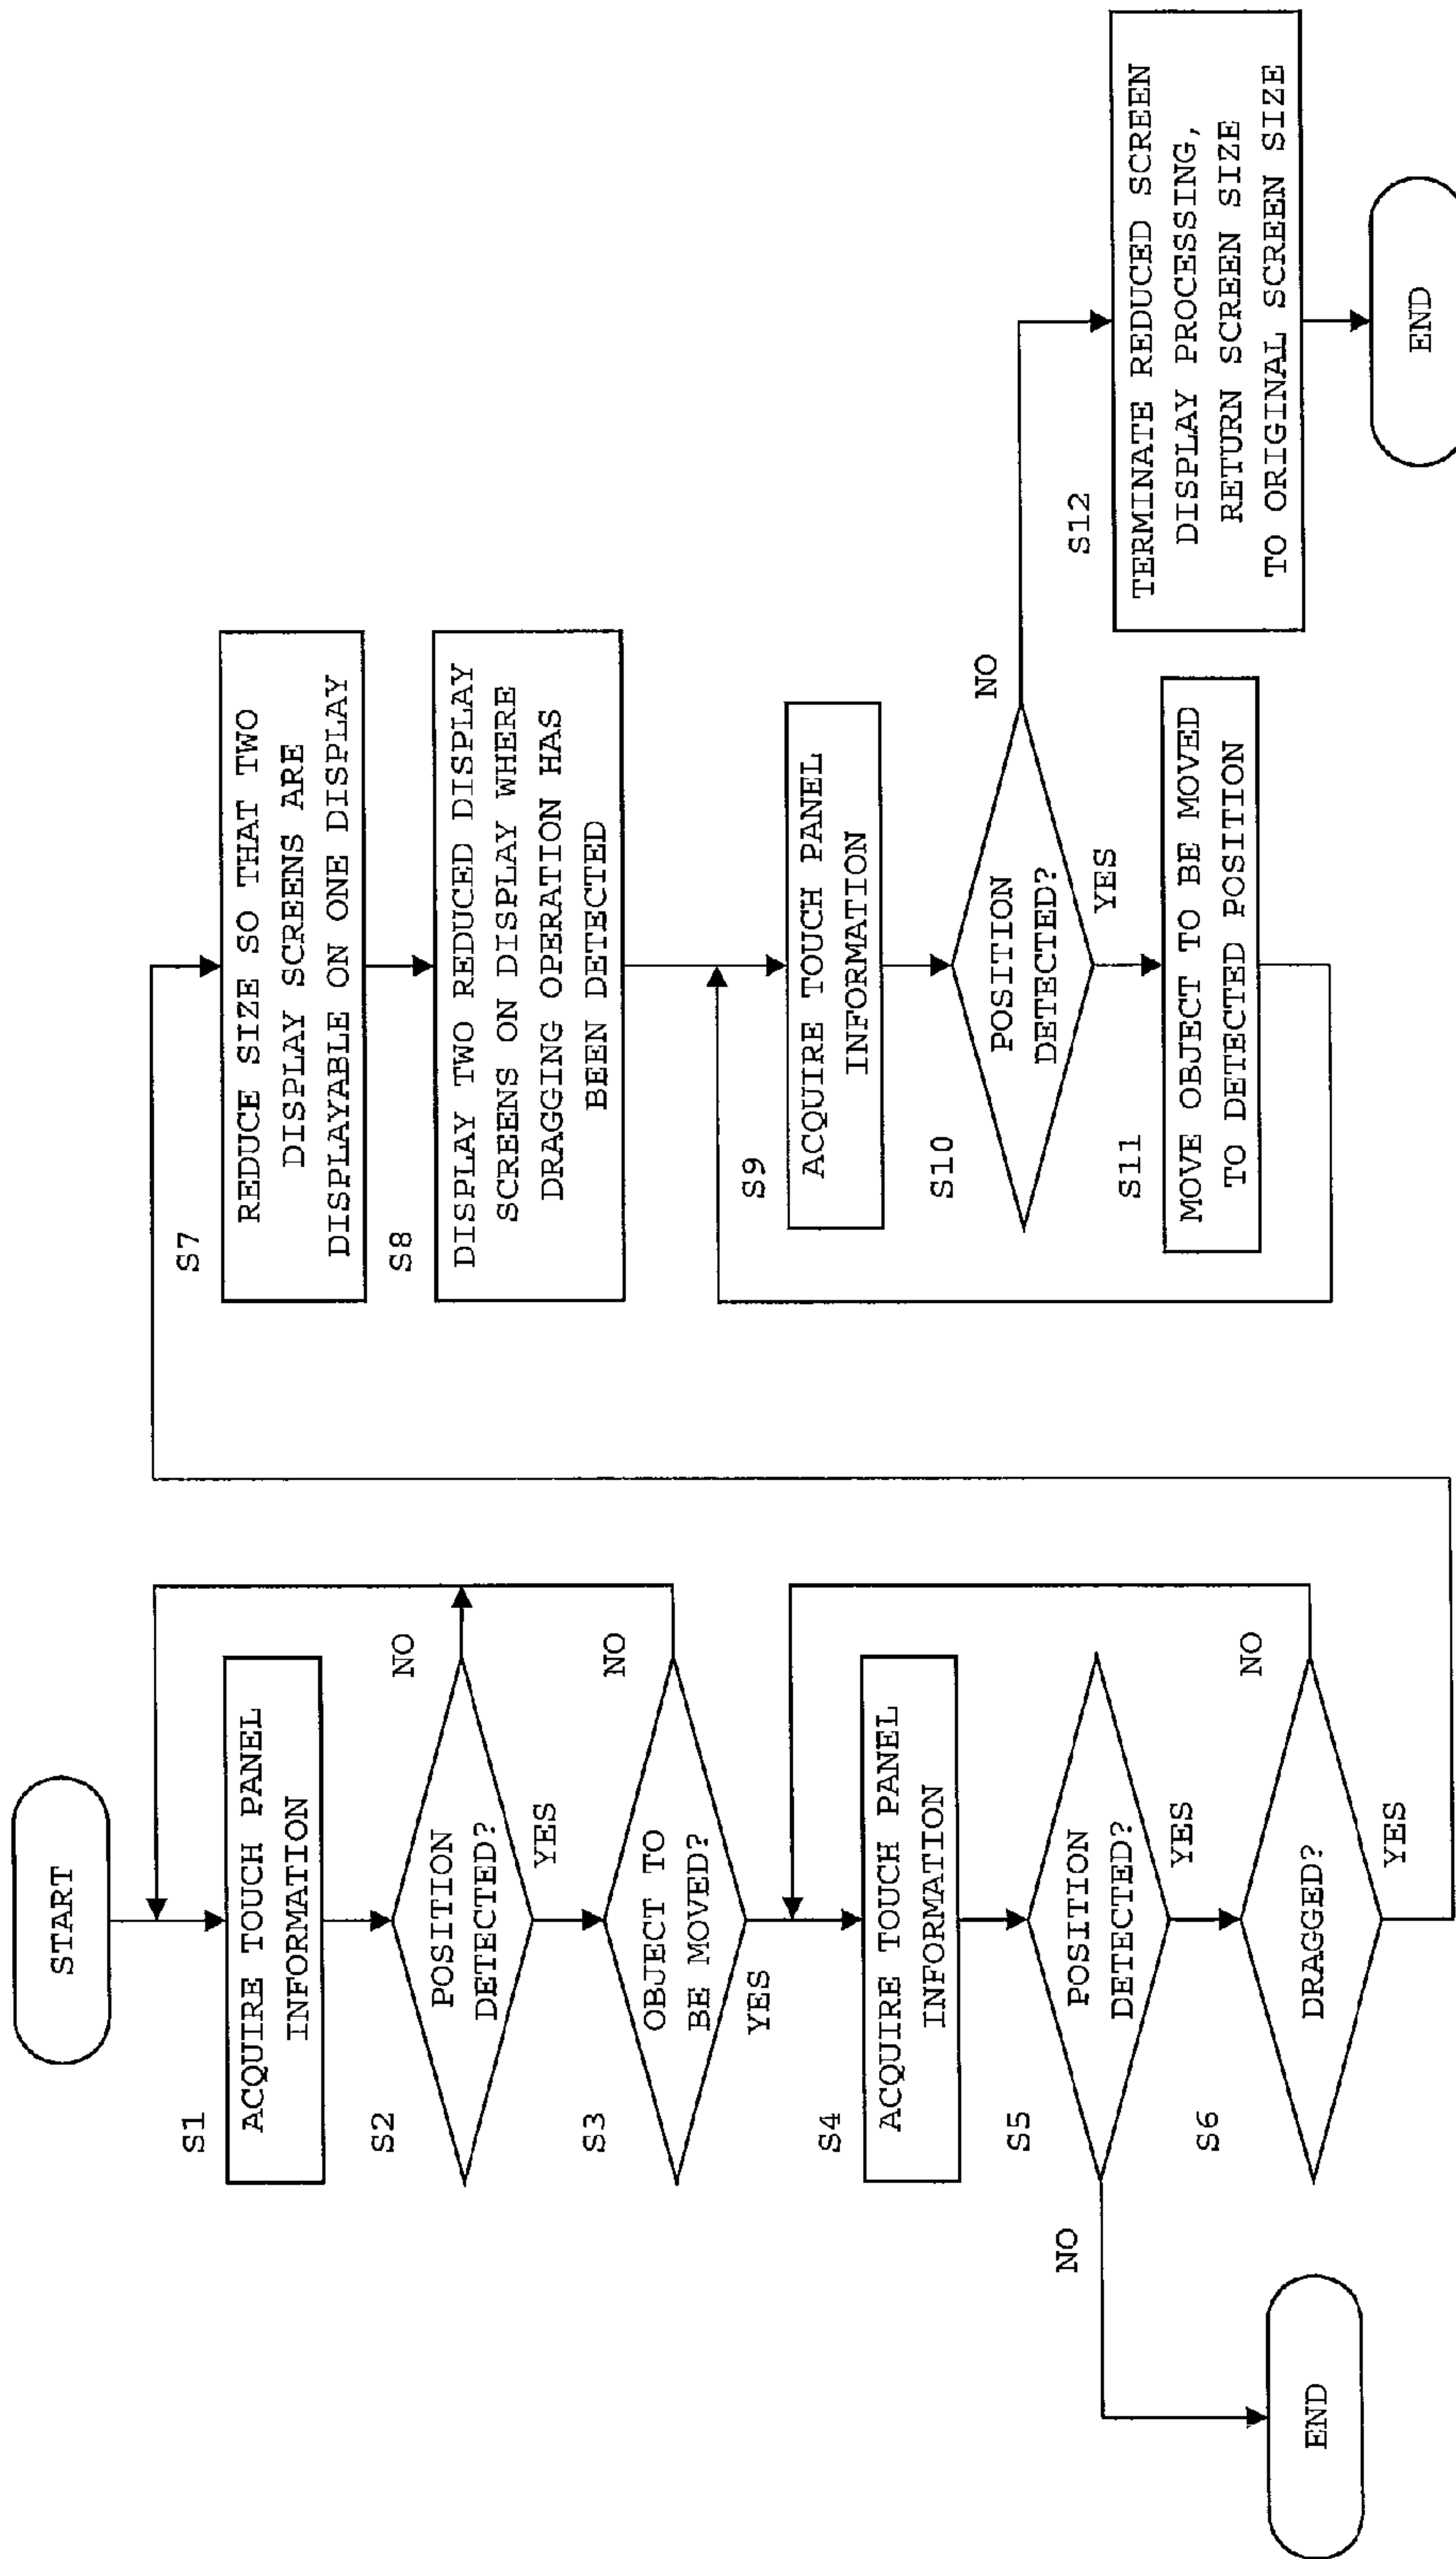 START
S1
ACQUIRE TOUCH PANEL
INFORMATION
S2
POSITION
DETECTED?
NO
YES
S3
OBJECT TO
BE MOVED?
NO
YES
S4
ACQUIRE TOUCH PANEL
INFORMATION
S5
POSITION
DETECTED?
NO
YES
END
S6
DRAGGED?
NO
YES
S7
REDUCE SIZE SO THAT TWO
DISPLAY SCREENS ARE
DISPLAYABLE ON ONE DISPLAY
S8
DISPLAY TWO REDUCED DISPLAY
SCREENS ON DISPLAY WHERE
DRAGGING OPERATION HAS
BEEN DETECTED
S9
ACQUIRE TOUCH PANEL
INFORMATION
S10
POSITION
DETECTED?
NO
YES
S11
MOVE OBJECT TO BE MOVED
TO DETECTED POSITION
S12
TERMINATE REDUCED SCREEN
DISPLAY PROCESSING,
RETURN SCREEN SIZE
TO ORIGINAL SCREEN SIZE
END